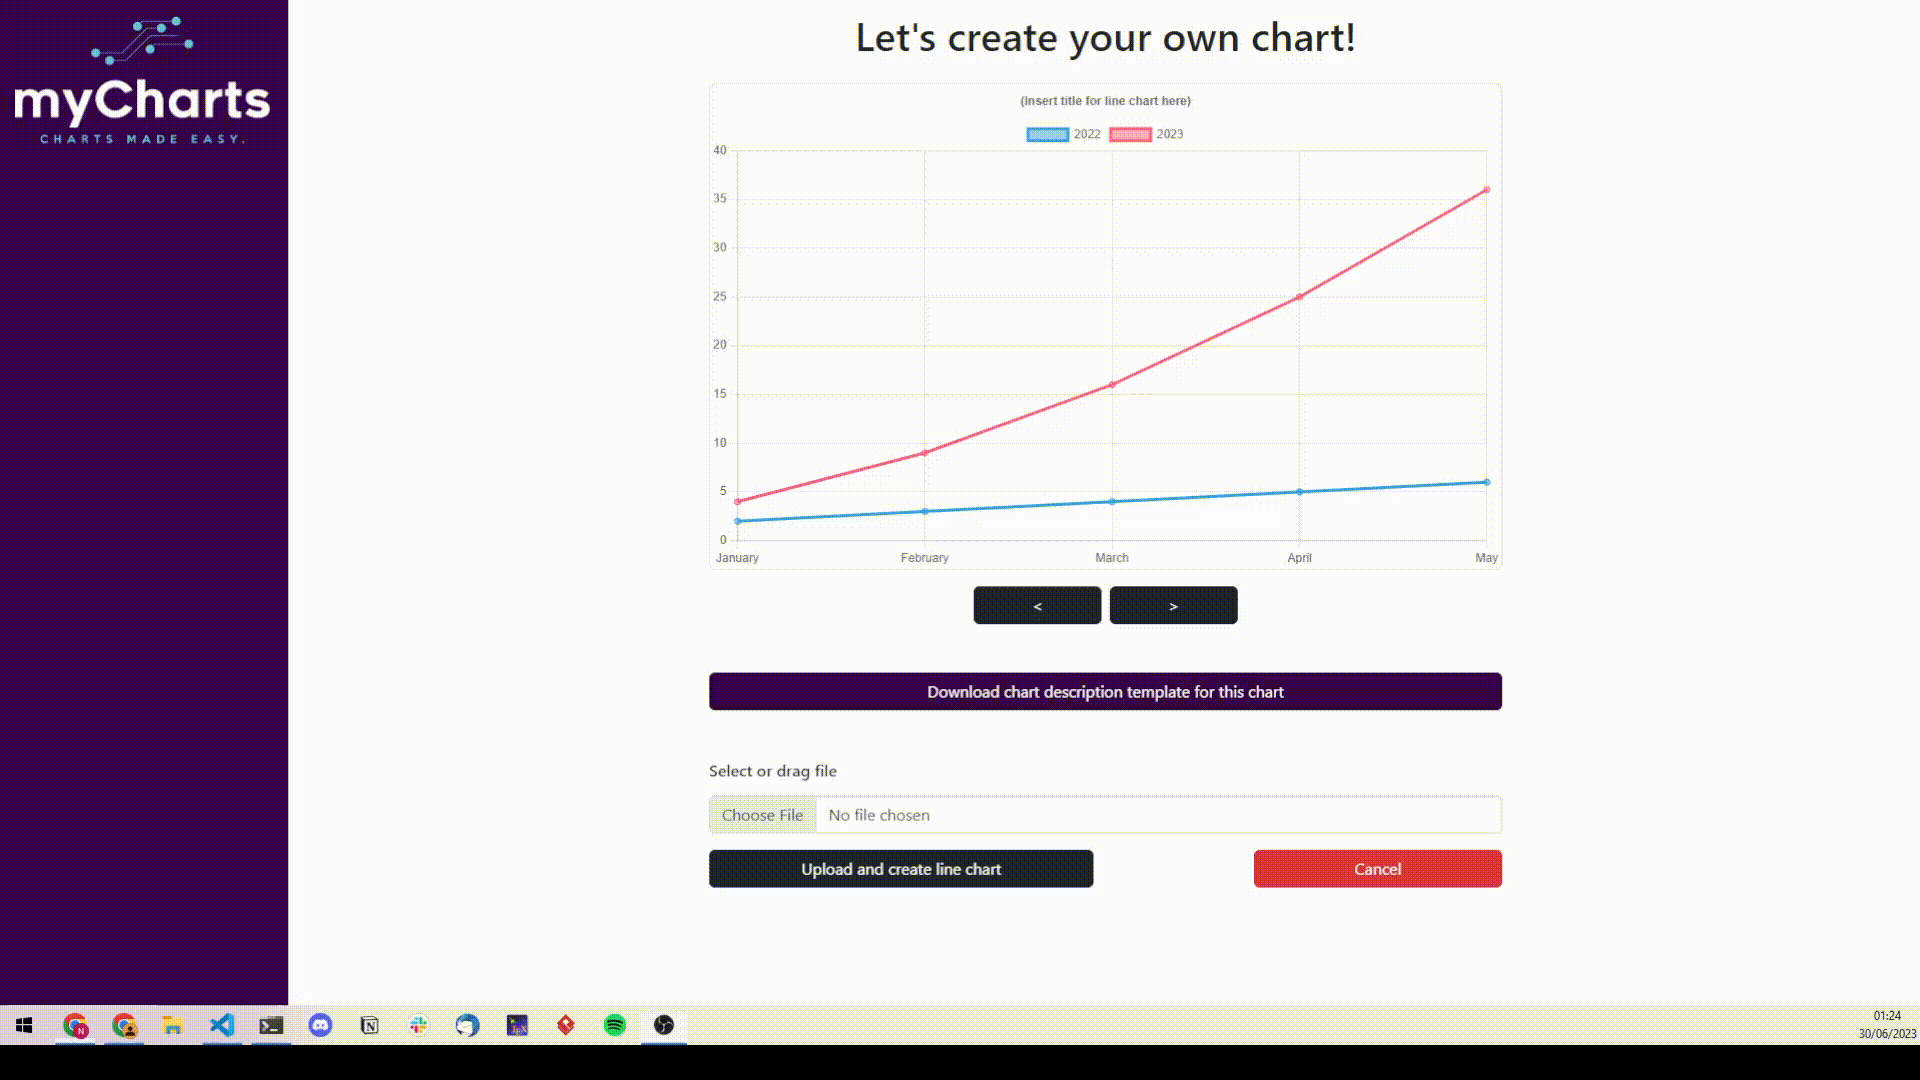 myCharts
CHARTS MADE EASY.
Let's create your own chart!
(Insert title for line chart here)
2022 2023
40
35
30
25
20
15
10
5
0
January February March April May
< >
Download chart description template for this chart
Select or drag file
Choose File No file chosen
Upload and create line chart Cancel
01:24
30/06/2023